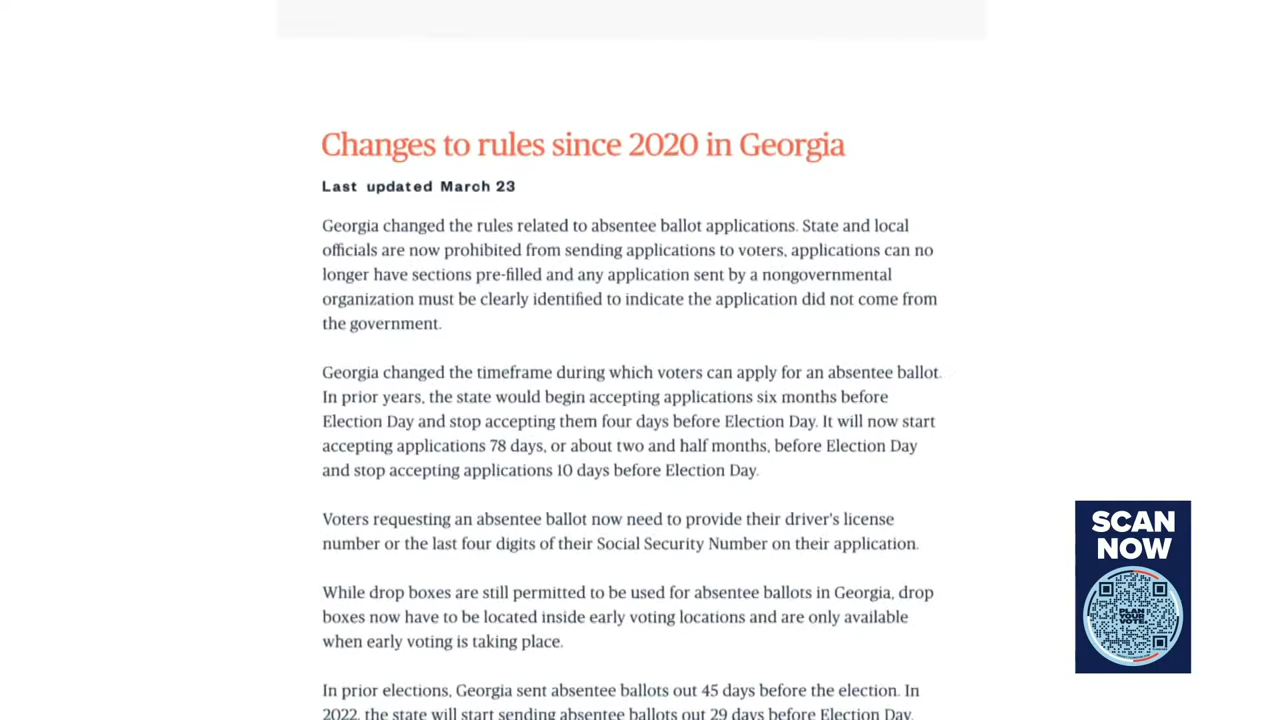 Changes to rules since 2020 in Georgia
Last updated March 23
Georgia changed the rules related to absentee ballot applications. State and local
officials are now prohibited from sending applications to voters, applications can no
longer have sections pre-filled and any application sent by a nongovernmental
organization must be clearly identified to indicate the application did not come from
the government.
Georgia changed the timeframe during which voters can apply for an absentee ballot.
In prior years, the state would begin accepting applications six months before
Election Day and stop accepting them four days before Election Day. It will now start
accepting applications 78 days, or about two and half months, before Election Day
and stop accepting applications 10 days before Election Day.
Voters requesting an absentee ballot now need to provide their driver's license
number or the last four digits of their Social Security Number on their application.
While drop boxes are still permitted to be used for absentee ballots in Georgia, drop
boxes now have to be located inside early voting locations and are only available
when early voting is taking place.
In prior elections, Georgia sent absentee ballots out 45 days before the election. In
2022, the state will start sending absentee ballots out 29 days before Election Day.
SCAN
NOW
PLAN
YOUR
VOTE.